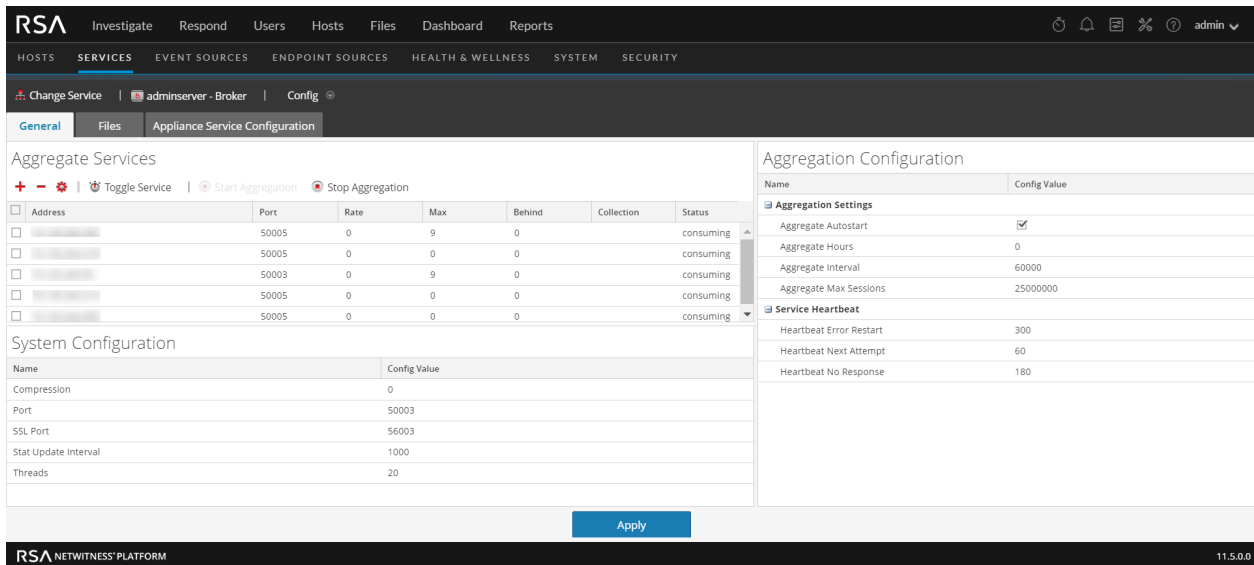 RSA Investigate Respond Users Hosts Files Dashboard Reports admin
HOSTS SERVICES EVENT SOURCES ENDPOINT SOURCES HEALTH & WELLNESS SYSTEM SECURITY
Change Service | adminserver - Broker | Config
General Files Appliance Service Configuration
Aggregate Services
Toggle Service | Start Aggregation Stop Aggregation
Address Port Rate Max Behind Collection Status
50005 0 9 0 consuming
50005 0 0 0 consuming
50003 0 9 0 consuming
50005 0 0 0 consuming
50005 0 0 0 consuming
System Configuration
Name Config Value
Compression 0
Port 50003
SSL Port 56003
Stat Update Interval 1000
Threads 20
Aggregation Configuration
Name Config Value
Aggregation Settings
Aggregate Autostart
Aggregate Hours 0
Aggregate Interval 60000
Aggregate Max Sessions 25000000
Service Heartbeat
Heartbeat Error Restart 300
Heartbeat Next Attempt 60
Heartbeat No Response 180
Apply
RSA NETWITNESS® PLATFORM 11.5.0.0